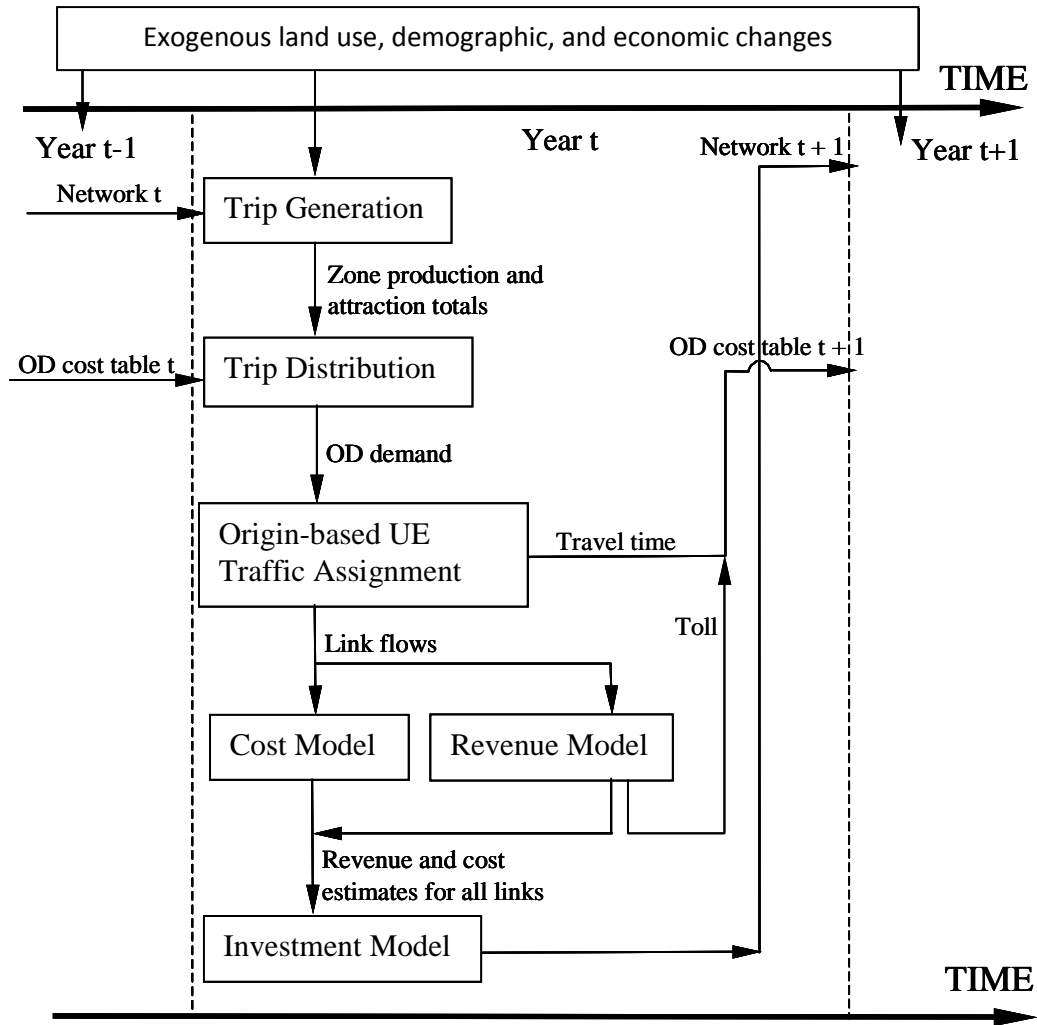 Exogenous land use, demographic, and economic changes
TIME
Year t-1
Year t
Network t + 1
Year t+1
Network t
Trip Generation
Zone production and
attraction totals
OD cost table t
Trip Distribution
OD cost table t + 1
OD demand
Origin-based UE
Traffic Assignment
Travel time
Toll
Link flows
Cost Model
Revenue Model
Revenue and cost
estimates for all links
Investment Model
TIME